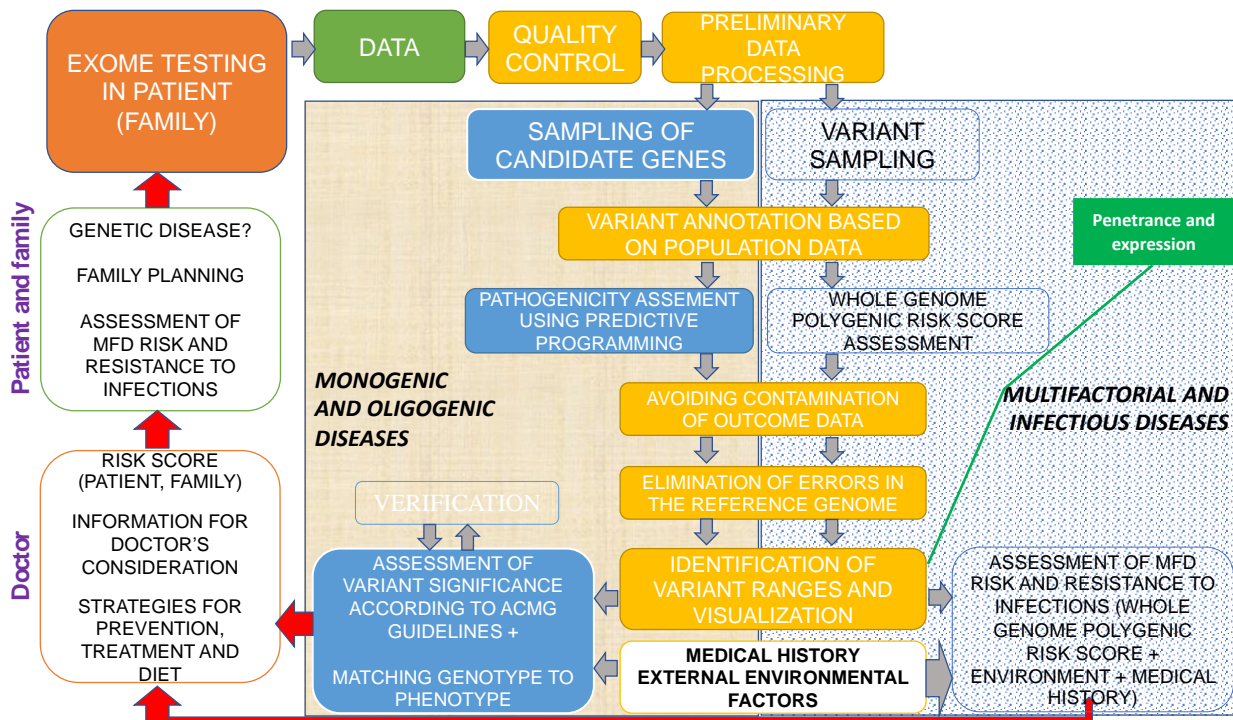 EXOME TESTING
IN PATIENT
(FAMILY)
DATA
QUALITY
CONTROL
PRELIMINARY
DATA
PROCESSING
SAMPLING OF
CANDIDATE GENES
VARIANT
SAMPLING
VARIANT ANNOTATION BASED
ON POPULATION DATA
Penetrance and
expression
PATHOGENICITY ASSEMENT
USING PREDICTIVE
PROGRAMMING
WHOLE GENOME
POLYGENIC RISK SCORE
ASSESSMENT
MONOGENIC
AND OLIGOGENIC
DISEASES
AVOIDING CONTAMINATION
OF OUTCOME DATA
MULTIFACTORIAL AND
INFECTIOUS DISEASES
ELIMINATION OF ERRORS IN
THE REFERENCE GENOME
VERIFICATION
IDENTIFICATION OF
VARIANT RANGES AND
VISUALIZATION
ASSESSMENT OF
VARIANT SIGNIFICANCE
ACCORDING TO ACMG
GUIDELINES +
MATCHING GENOTYPE TO
PHENOTYPE
MEDICAL HISTORY
EXTERNAL ENVIRONMENTAL
FACTORS
ASSESSMENT OF MFD
RISK AND RESISTANCE TO
INFECTIONS (WHOLE
GENOME POLYGENIC
RISK SCORE +
ENVIRONMENT + MEDICAL
HISTORY)
Doctor
RISK SCORE
(PATIENT, FAMILY)
INFORMATION FOR
DOCTOR'S
CONSIDERATION
STRATEGIES FOR
PREVENTION,
TREATMENT AND
DIET
Patient and family
GENETIC DISEASE?
FAMILY PLANNING
ASSESSMENT OF
MFD RISK AND
RESISTANCE TO
INFECTIONS